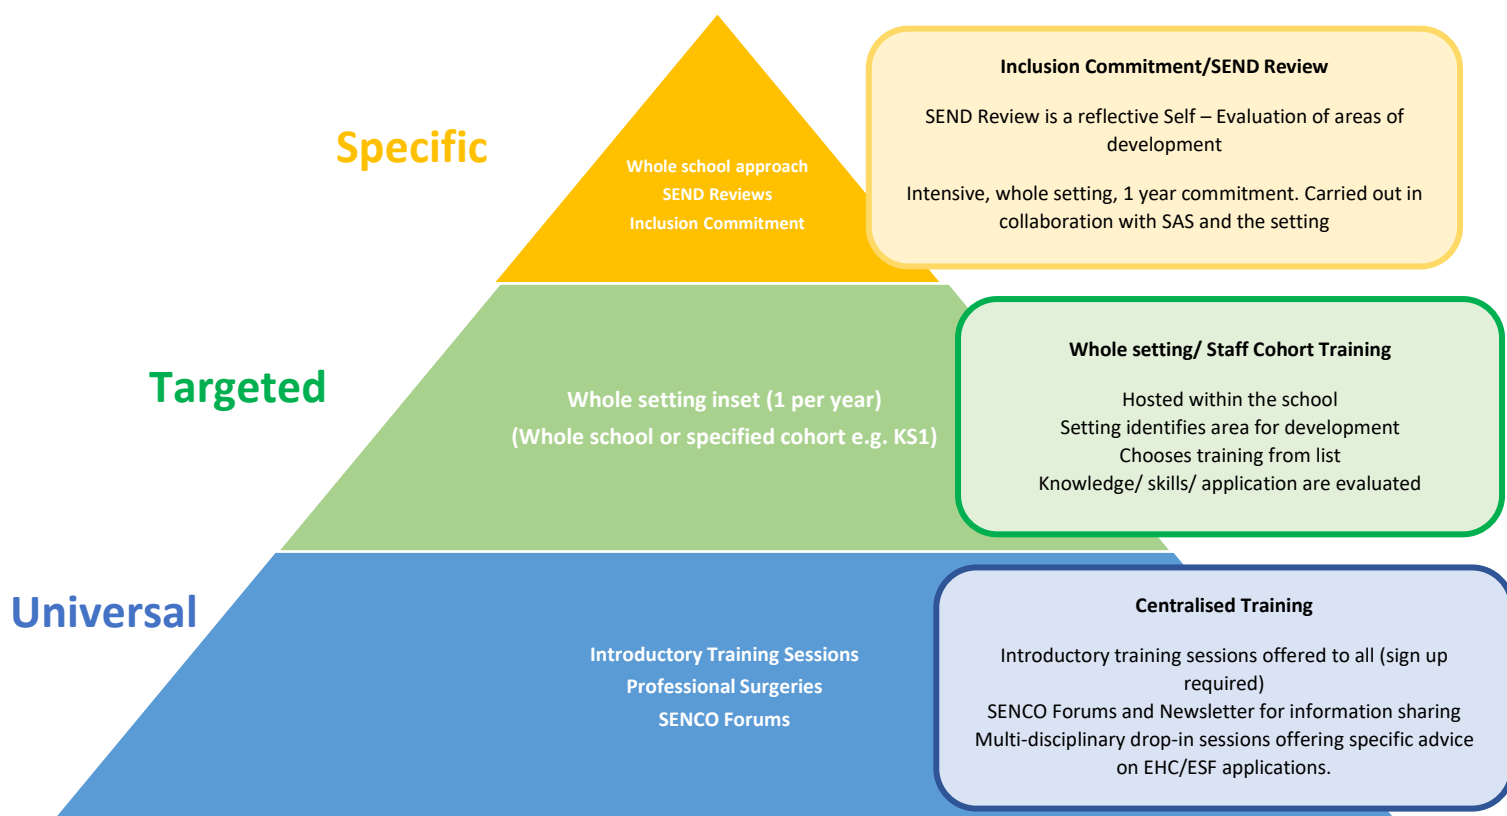 Specific
Whole school approach
SEND Reviews
Inclusion Commitment
Inclusion Commitment/SEND Review
SEND Review is a reflective Self – Evaluation of areas of
development
Intensive, whole setting, 1 year commitment. Carried out in
collaboration with SAS and the setting
Targeted
Whole setting inset (1 per year)
(Whole school or specified cohort e.g. KS1)
Whole setting/ Staff Cohort Training
Hosted within the school
Setting identifies area for development
Chooses training from list
Knowledge/ skills/ application are evaluated
Universal
Introductory Training Sessions
Professional Surgeries
SENCO Forums
Centralised Training
Introductory training sessions offered to all (sign up
required)
SENCO Forums and Newsletter for information sharing
Multi-disciplinary drop-in sessions offering specific advice
on EHC/ESF applications.